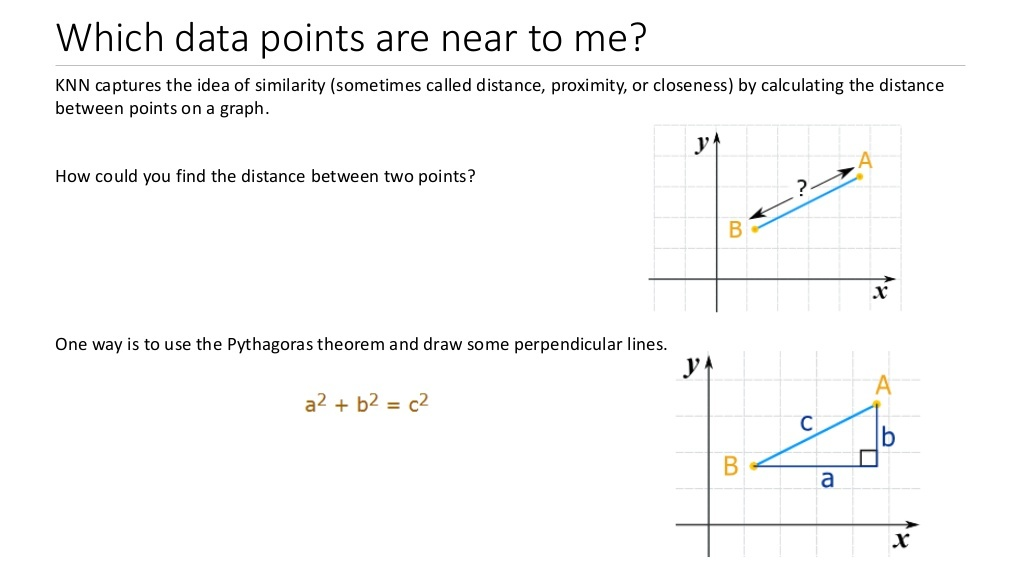 Which data points are near to me?
KNN captures the idea of similarity (sometimes called distance, proximity, or closeness) by calculating the distance
between points on a graph.
y
A
How could you find the distance between two points?
?
B
x
One way is to use the Pythagoras theorem and draw some perpendicular lines.
y
A
a² + b² = c²
c
b
B
a
x